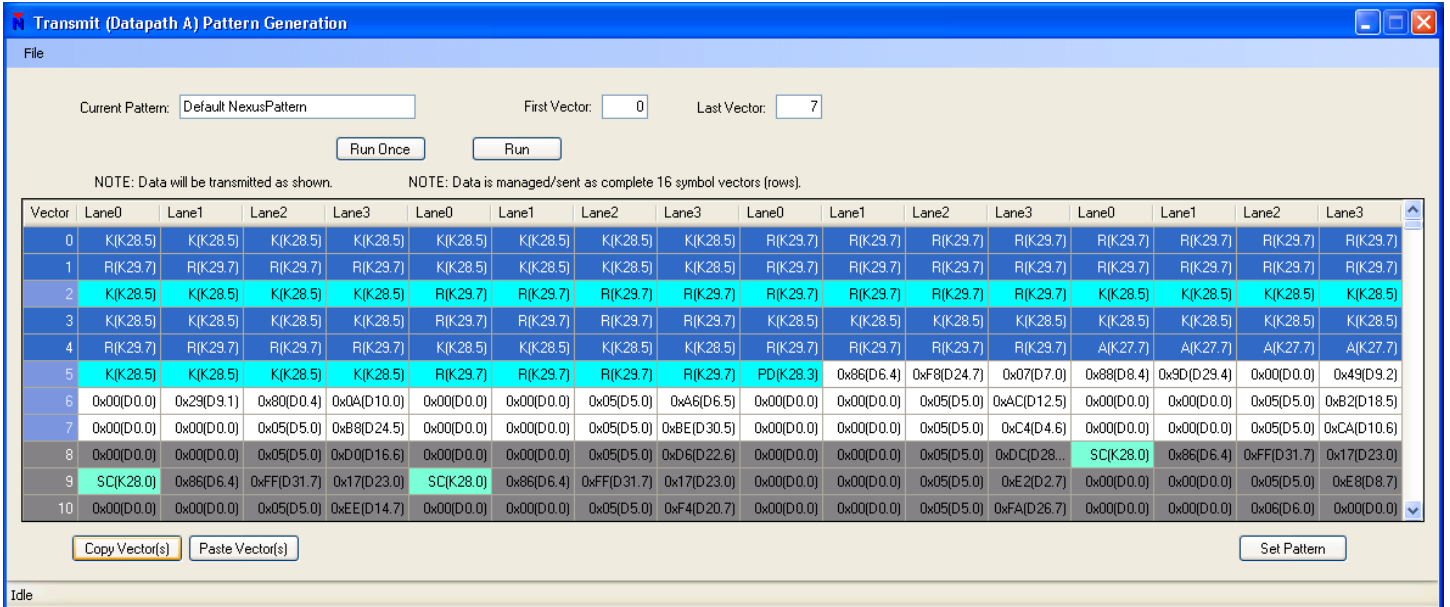 Transmit (Datapath A) Pattern Generation
File
Current Pattern: Default NexusPattern First Vector: 0 Last Vector: 7
Run Once Run
NOTE: Data will be transmitted as shown. NOTE: Data is managed/sent as complete 16 symbol vectors (rows).
Vector Lane0 Lane1 Lane2 Lane3 Lane0 Lane1 Lane2 Lane3 Lane0 Lane1 Lane2 Lane3 Lane0 Lane1 Lane2 Lane3
0 K(K28.5) K(K28.5) K(K28.5) K(K28.5) K(K28.5) K(K28.5) K(K28.5) K(K28.5) R(K29.7) R(K29.7) R(K29.7) R(K29.7) R(K29.7) R(K29.7) R(K29.7) R(K29.7)
1 R(K29.7) R(K29.7) R(K29.7) R(K29.7) K(K28.5) K(K28.5) K(K28.5) K(K28.5) R(K29.7) R(K29.7) R(K29.7) R(K29.7) R(K29.7) R(K29.7) R(K29.7) R(K29.7)
2 K(K28.5) K(K28.5) K(K28.5) K(K28.5) R(K29.7) R(K29.7) R(K29.7) R(K29.7) R(K29.7) R(K29.7) R(K29.7) R(K29.7) K(K28.5) K(K28.5) K(K28.5) K(K28.5)
3 K(K28.5) K(K28.5) K(K28.5) K(K28.5) R(K29.7) R(K29.7) R(K29.7) R(K29.7) K(K28.5) K(K28.5) K(K28.5) K(K28.5) K(K28.5) K(K28.5) K(K28.5) K(K28.5)
4 R(K29.7) R(K29.7) R(K29.7) R(K29.7) K(K28.5) K(K28.5) K(K28.5) K(K28.5) R(K29.7) R(K29.7) R(K29.7) R(K29.7) A(K27.7) A(K27.7) A(K27.7) A(K27.7)
5 K(K28.5) K(K28.5) K(K28.5) K(K28.5) R(K29.7) R(K29.7) R(K29.7) R(K29.7) PD(K28.3) 0x86(D6.4) 0xF8(D24.7) 0x07(D7.0) 0x88(D8.4) 0x9D(D29.4) 0x00(D0.0) 0x49(D9.2)
6 0x00(D0.0) 0x29(D9.1) 0x80(D0.4) 0x0A(D10.0) 0x00(D0.0) 0x00(D0.0) 0x05(D5.0) 0xA6(D6.5) 0x00(D0.0) 0x00(D0.0) 0x05(D5.0) 0xAC(D12.5) 0x00(D0.0) 0x00(D0.0) 0x05(D5.0) 0xB2(D18.5)
7 0x00(D0.0) 0x00(D0.0) 0x05(D5.0) 0xB8(D24.5) 0x00(D0.0) 0x00(D0.0) 0x05(D5.0) 0xBE(D30.5) 0x00(D0.0) 0x00(D0.0) 0x05(D5.0) 0xC4(D4.6) 0x00(D0.0) 0x00(D0.0) 0x05(D5.0) 0xCA(D10.6)
8 0x00(D0.0) 0x00(D0.0) 0x05(D5.0) 0xD0(D16.6) 0x00(D0.0) 0x00(D0.0) 0x05(D5.0) 0xD6(D22.6) 0x00(D0.0) 0x00(D0.0) 0x05(D5.0) 0xDC(D28... SC(K28.0) 0x86(D6.4) 0xFF(D31.7) 0x17(D23.0)
9 SC(K28.0) 0x86(D6.4) 0xFF(D31.7) 0x17(D23.0) SC(K28.0) 0x86(D6.4) 0xFF(D31.7) 0x17(D23.0) 0x00(D0.0) 0x00(D0.0) 0x05(D5.0) 0xE2(D2.7) 0x00(D0.0) 0x00(D0.0) 0x05(D5.0) 0xE8(D8.7)
10 0x00(D0.0) 0x00(D0.0) 0x05(D5.0) 0xEE(D14.7) 0x00(D0.0) 0x00(D0.0) 0x05(D5.0) 0xF4(D20.7) 0x00(D0.0) 0x00(D0.0) 0x05(D5.0) 0xFA(D26.7) 0x00(D0.0) 0x00(D0.0) 0x06(D6.0) 0x00(D0.0)
Copy Vector(s) Paste Vector(s) Set Pattern
Idle